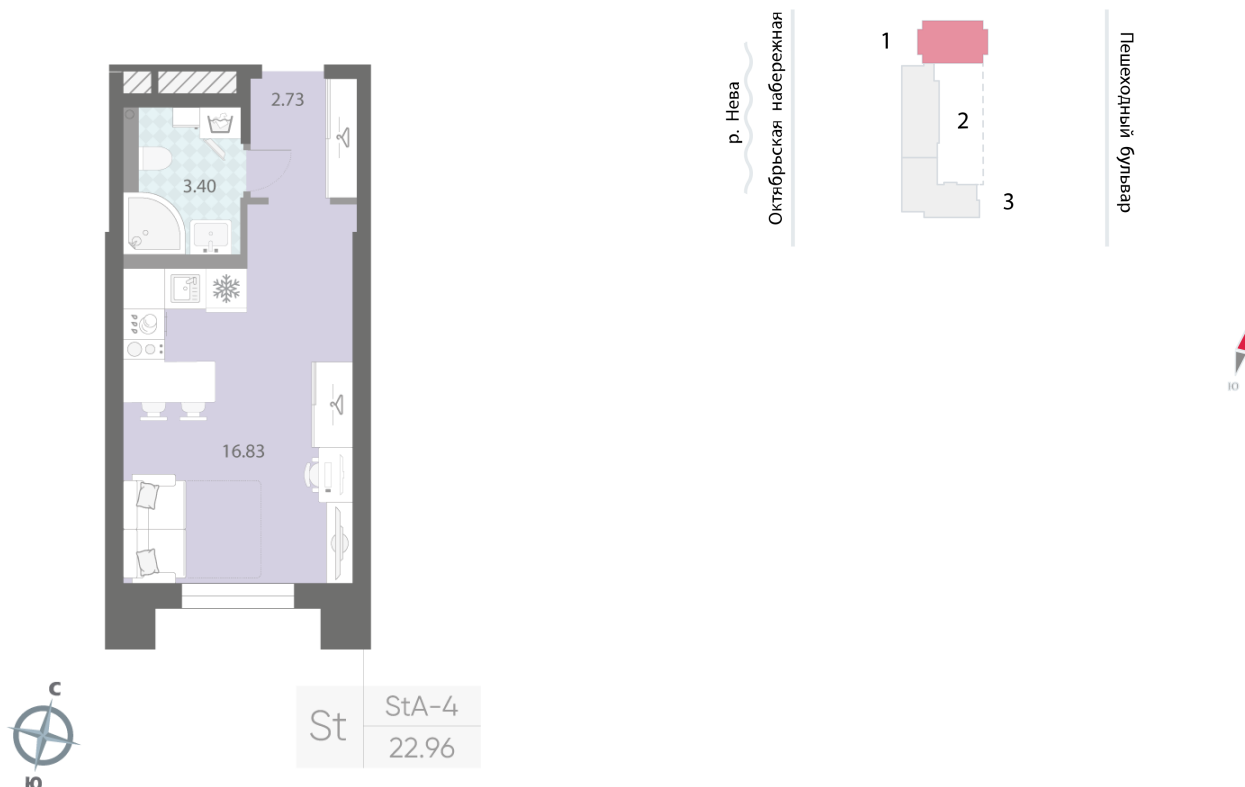 2.73
3.40
16.83
St
StA-4
22.96
С
Ю
р. Нева
Октябрьская набережная
1
2
3
Пешеходный бульвар
Ю